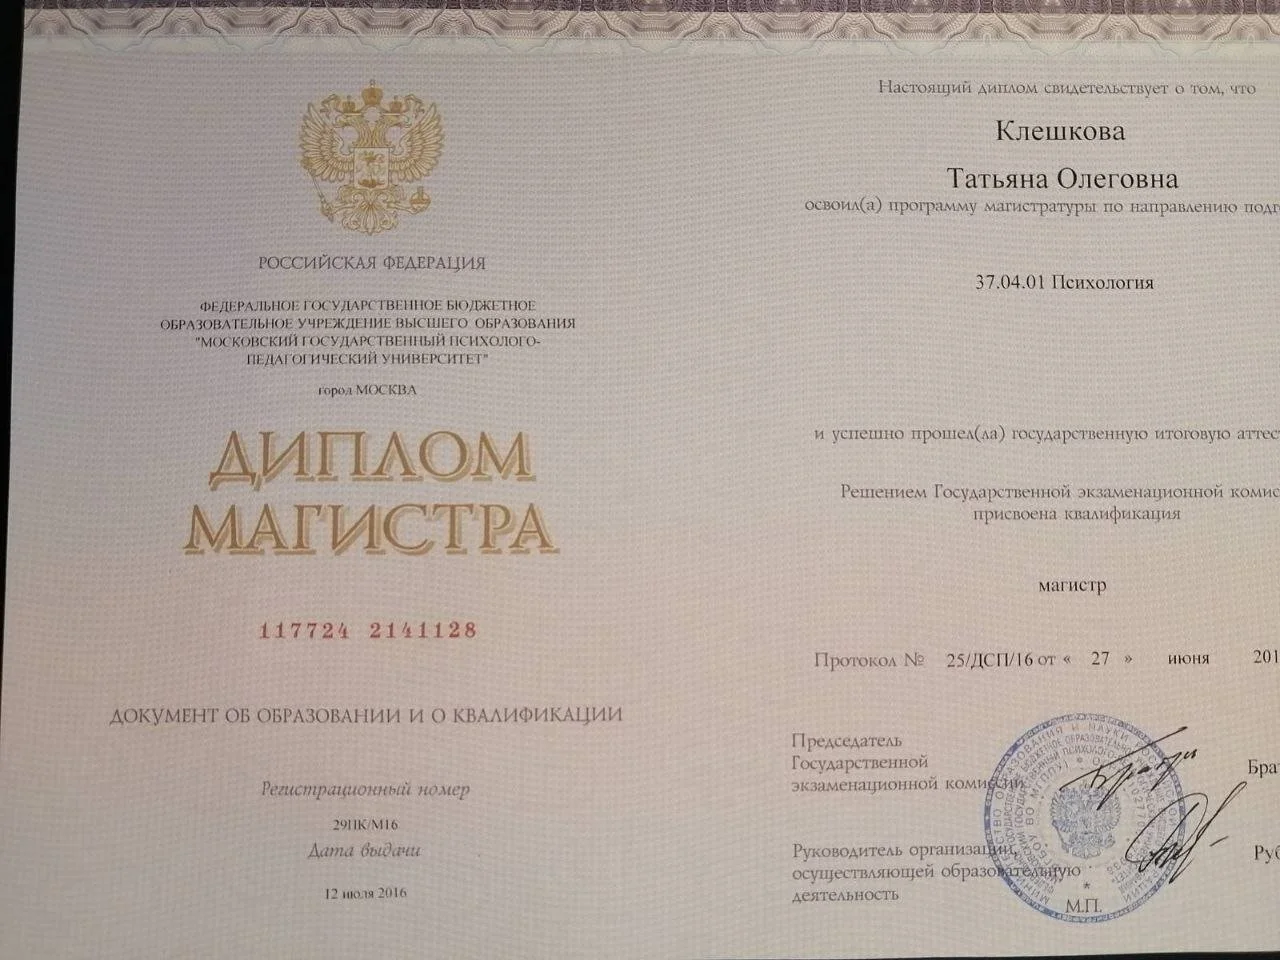 РОССИЙСКАЯ ФЕДЕРАЦИЯ
ФЕДЕРАЛЬНОЕ ГОСУДАРСТВЕННОЕ БЮДЖЕТНОЕ
ОБРАЗОВАТЕЛЬНОЕ УЧРЕЖДЕНИЕ ВЫСШЕГО ОБРАЗОВАНИЯ
"МОСКОВСКИЙ ГОСУДАРСТВЕННЫЙ ПСИХОЛОГО-
ПЕДАГОГИЧЕСКИЙ УНИВЕРСИТЕТ"
город МОСКВА
ДИПЛОМ
МАГИСТРА
117724 2141128
ДОКУМЕНТ ОБ ОБРАЗОВАНИИ И О КВАЛИФИКАЦИИ
Регистрационный номер
29ПК/М16
Дата выдачи
12 июля 2016
Настоящий диплом свидетельствует о том, что
Клешкова
Татьяна Олеговна
освоил(а) программу магистратуры по направлению подг
37.04.01 Психология
и успешно прошел(ла) государственную итоговую аттес
Решением Государственной экзаменационной комис
присвоена квалификация
магистр
Протокол № 25/ДСП/16 от « 27 » июня 201
Председатель
Государственной
экзаменационной комиссии
Брат
Руководитель организации,
осуществляющей образовательную
деятельность
Руб
М.П.